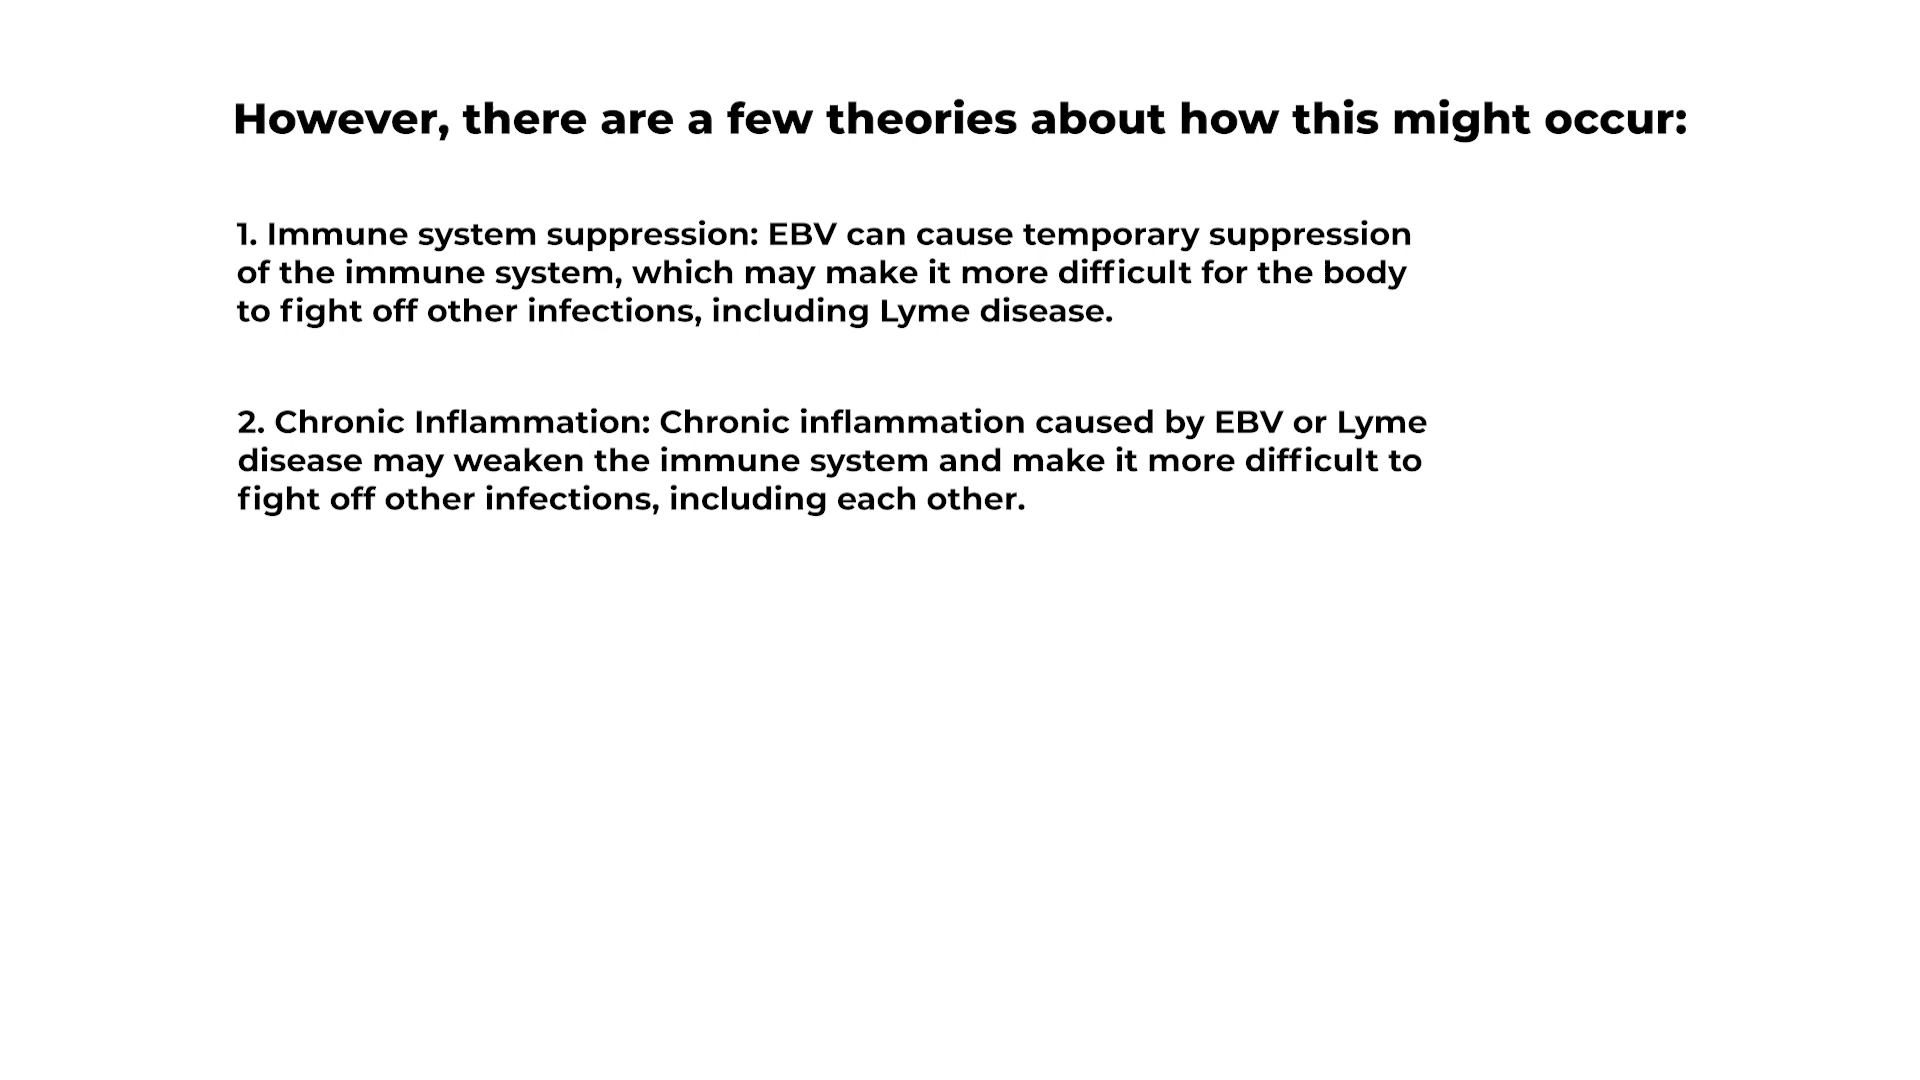 However, there are a few theories about how this might occur:
1. Immune system suppression: EBV can cause temporary suppression
of the immune system, which may make it more difficult for the body
to fight off other infections, including Lyme disease.
2. Chronic Inflammation: Chronic inflammation caused by EBV or Lyme
disease may weaken the immune system and make it more difficult to
fight off other infections, including each other.